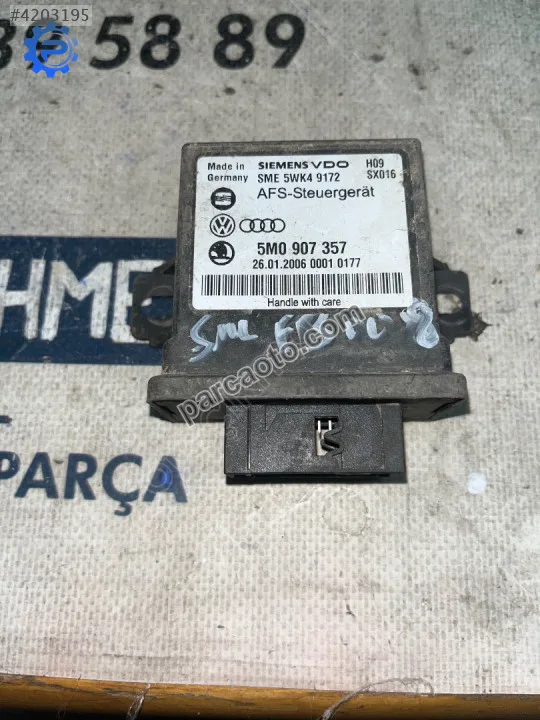 #4203195
89 58 89
Made in
Germany
SIEMENS VDO
SME 5WK4 9172
H09
SX016
AFS-Steuergerät
5M0 907 357
26.01.2006 0001 0177
Handle with care
parcaoto.com
HME
PARÇA